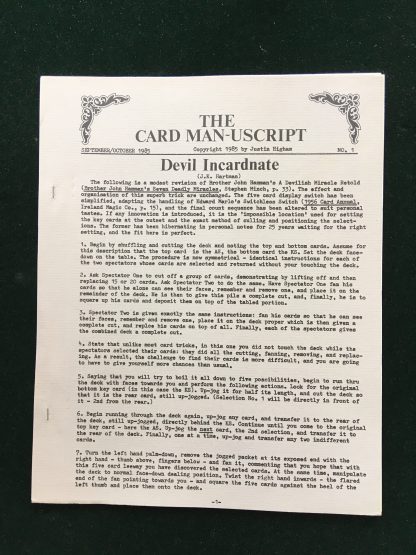 THE
CARD MAN-USCRIPT
SEPTEMBER/OCTOBER 1985 Copyright 1985 by Justin Higham NO. 1
Devil Incardnate
(J.K. Hartman)
The following is a modest revision of Brother John Hamman's A Devilish Miracle Retold
(Brother John Hamman's Seven Deadly Miracles, Stephen Minch, p. 33). The effect and
organisation of this superb trick are unchanged. The five card display switch has been
simplified, adapting the handling of Edward Marlo's Switchless Switch (1956 Card Annual,
Ireland Magic Co., p. 15), and the final count sequence has been altered to suit personal
tastes. If any innovation is introduced, it is the 'impossible location' used for setting
the key cards at the outset and the exact method of culling and positioning the select-
ions. The former has been hibernating in personal notes for 25 years waiting for the right
setting, and the fit here is perfect.
1. Begin by shuffling and cutting the deck and noting the top and bottom cards. Assume for
this description that the top card is the AH, the bottom card the KS. Set the deck face-
down on the table. The procedure is now symmetrical - identical instructions for each of
the two spectators whose cards are selected and returned without your touching the deck.
2. Ask Spectator One to cut off a group of cards, demonstrating by lifting off and then
replacing 15 or 20 cards. Ask Spectator Two to do the same. Have Spectator One fan his
cards so that he alone can see their faces, remember and remove one, and place it on the
remainder of the deck. He is then to give this pile a complete cut, and, finally, he is to
square up his cards and deposit them on top of the tabled portion.
3. Spectator Two is given exactly the same instructions: fan his cards so that he can see
their faces, remember and remove one, place it on the deck proper which is then given a
complete cut, and replace his cards on top of all. Finally, each of the spectators gives
the combined deck a complete cut.
4. State that unlike most card tricks, in this one you did not touch the deck while the
spectators selected their cards: they did all the cutting, fanning, removing, and replac-
ing. As a result, the challenge to find their cards is more difficult, and you are going
to have to give yourself more chances than usual.
5. Saying that you will try to boil it all down to five possibilities, begin to run thru
the deck with faces towards you and perform the following actions. Look for the original
bottom key card in this case the KS. Up-jog it for half its length, and cut the deck so
that it is the rear card, still up-jogged. (Selection No. 1 will be directly in front of
it - 2nd from the rear.)
6. Begin running through the deck again, up-jog any card, and transfer it to the rear of
the deck, still up-jogged, directly behind the KS. Continue until you come to the original
top key card - here the AH. Up-jog the next card, the 2nd selection, and transfer it to
the rear of the deck. Finally, one at a time, up-jog and transfer any two indifferent
cards.
7. Turn the left hand palm-down, remove the jogged packet at its exposed end with the
right hand - thumb above, fingers below - and fan it, commenting that you hope that with
this five card leeway you have discovered the selected cards. At the same time, manipulate
the deck to normal face-down dealing position. Twist the right hand inwards - the flared
end of the fan pointing towards you - and square the five cards against the heel of the
left thumb and place them onto the deck.
-1-